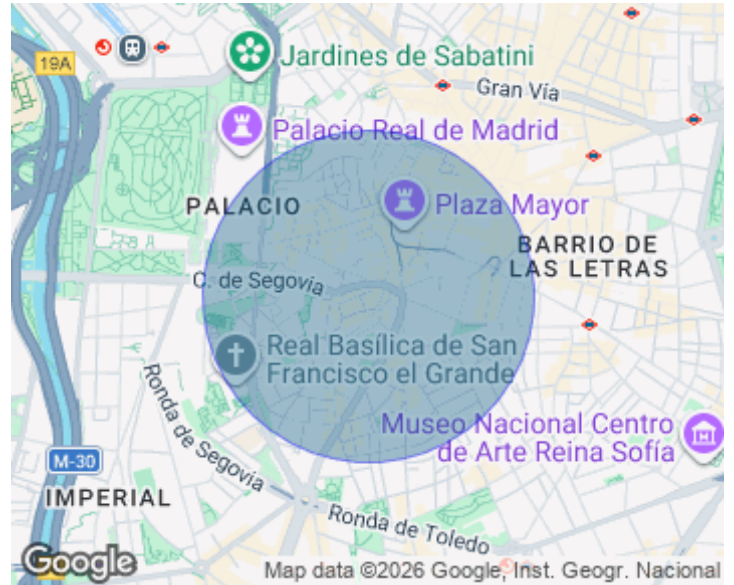 19A
Jardines de Sabatini
Gran Vía
Palacio Real de Madrid
PALACIO
Plaza Mayor
BARRIO DE
LAS LETRAS
C. de Segovia
Real Basílica de San
Francisco el Grande
Ronda de Segovia
Museo Nacional Centro
de Arte Reina Sofía
M-30
IMPERIAL
Ronda de Toledo
Google
Map data ©2026 Google, Inst. Geogr. Nacional